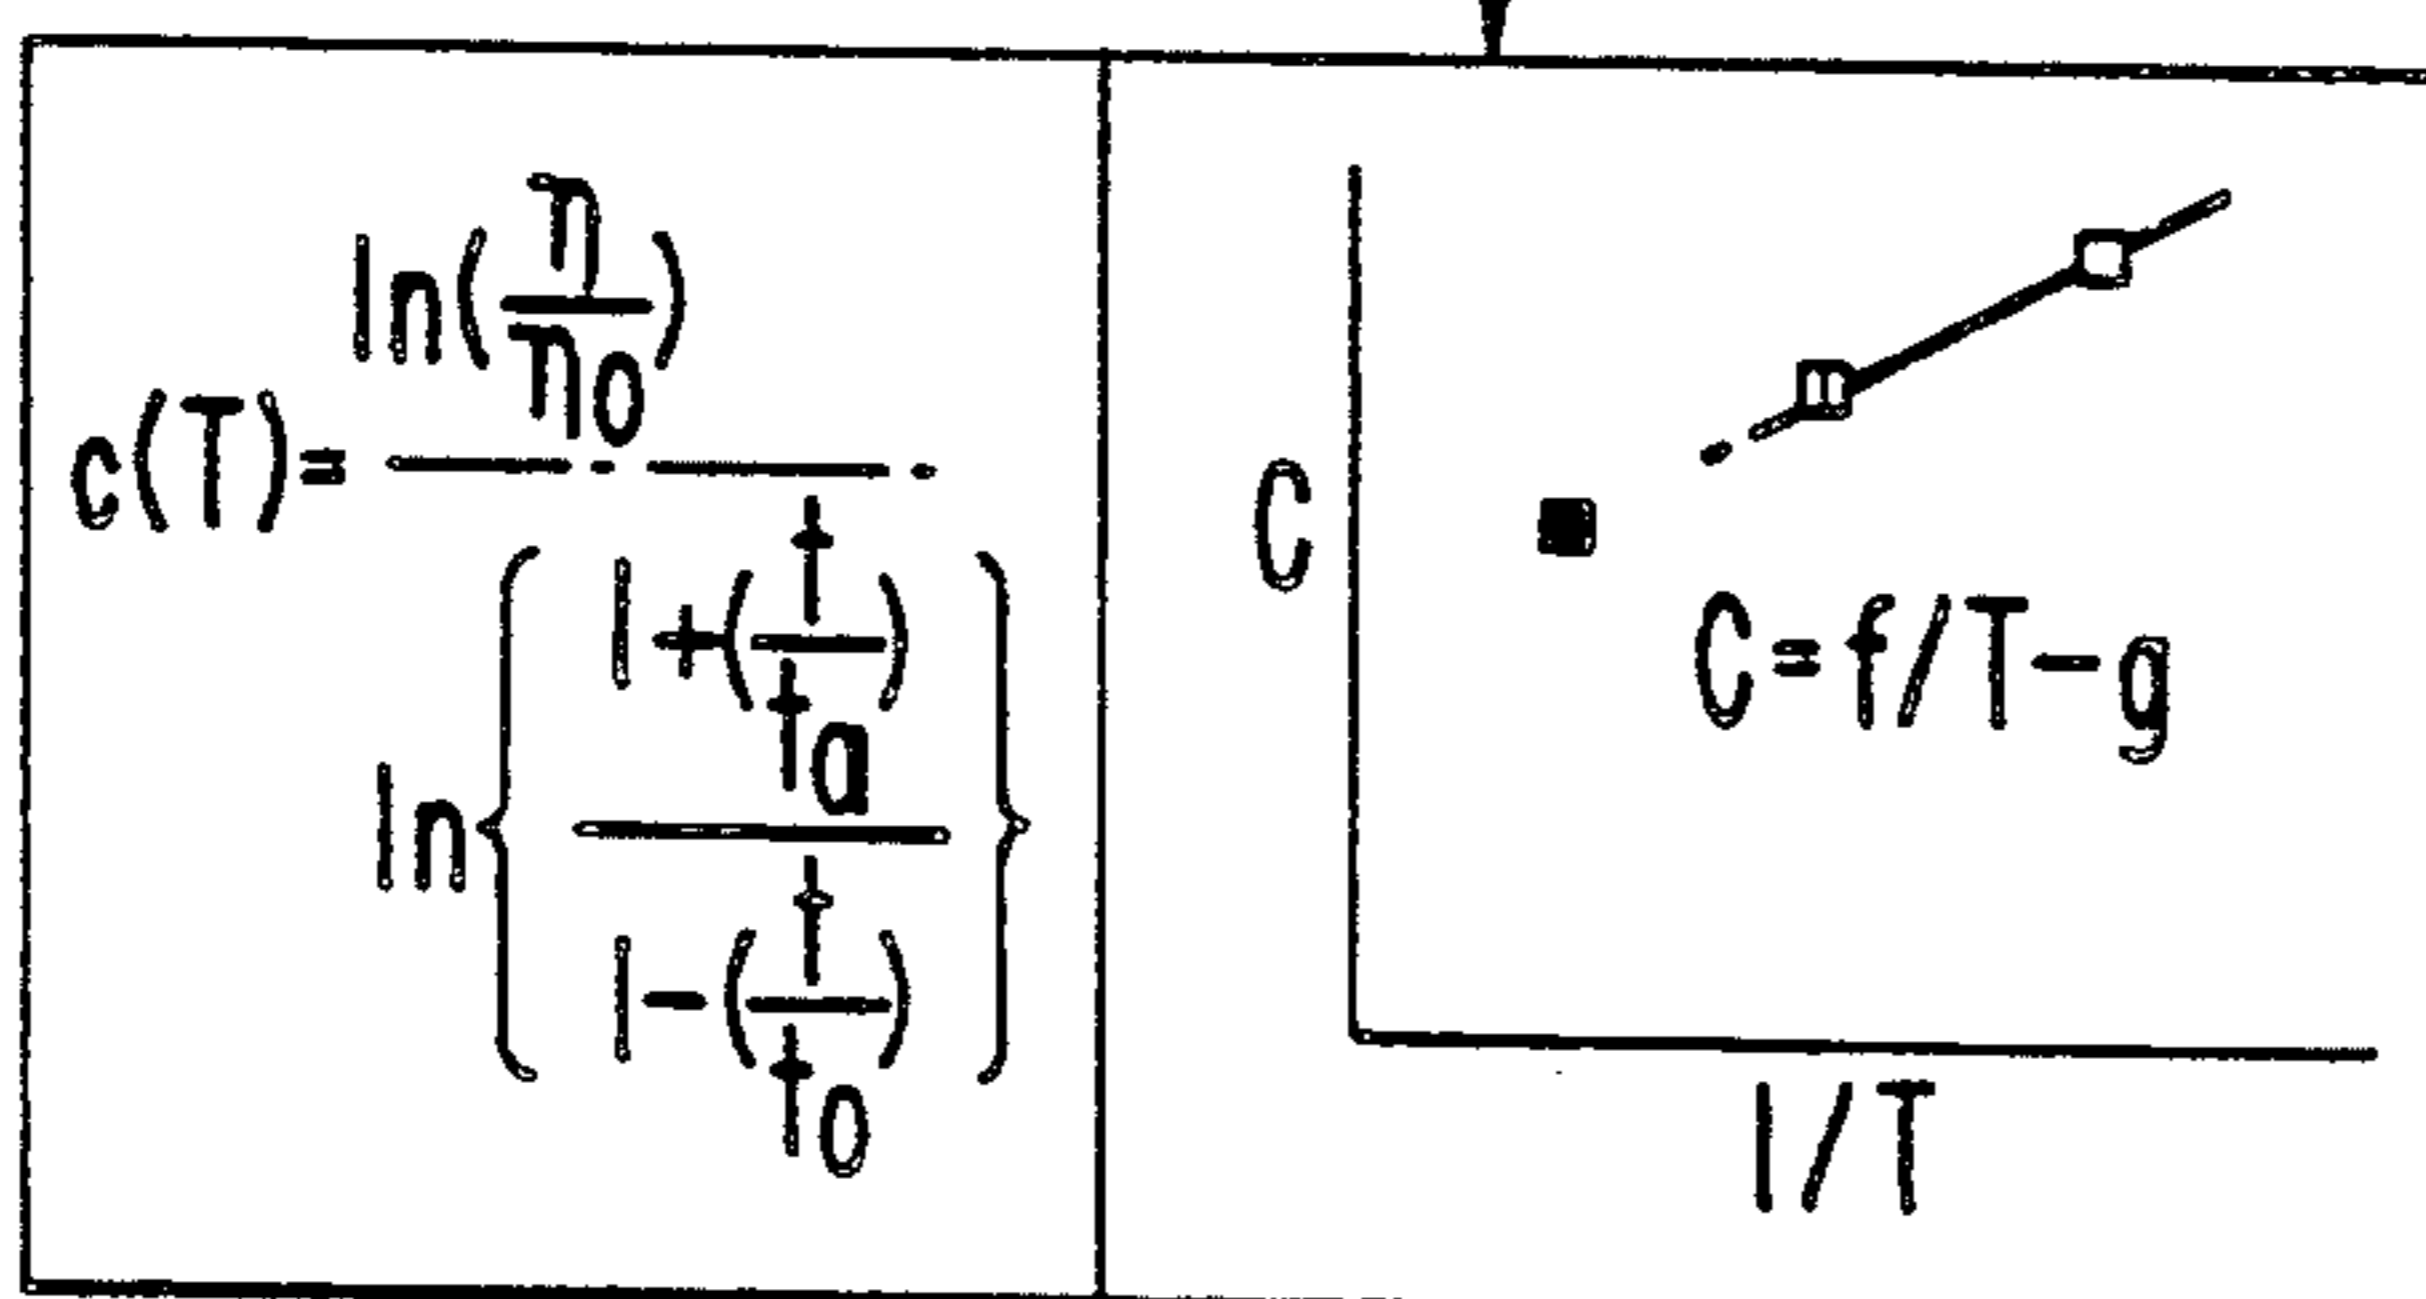 c(T)= ln(η/η0) / ln{ 1+(t/ta) / 1-(t/t0) }
C
C=f/T-g
1/T